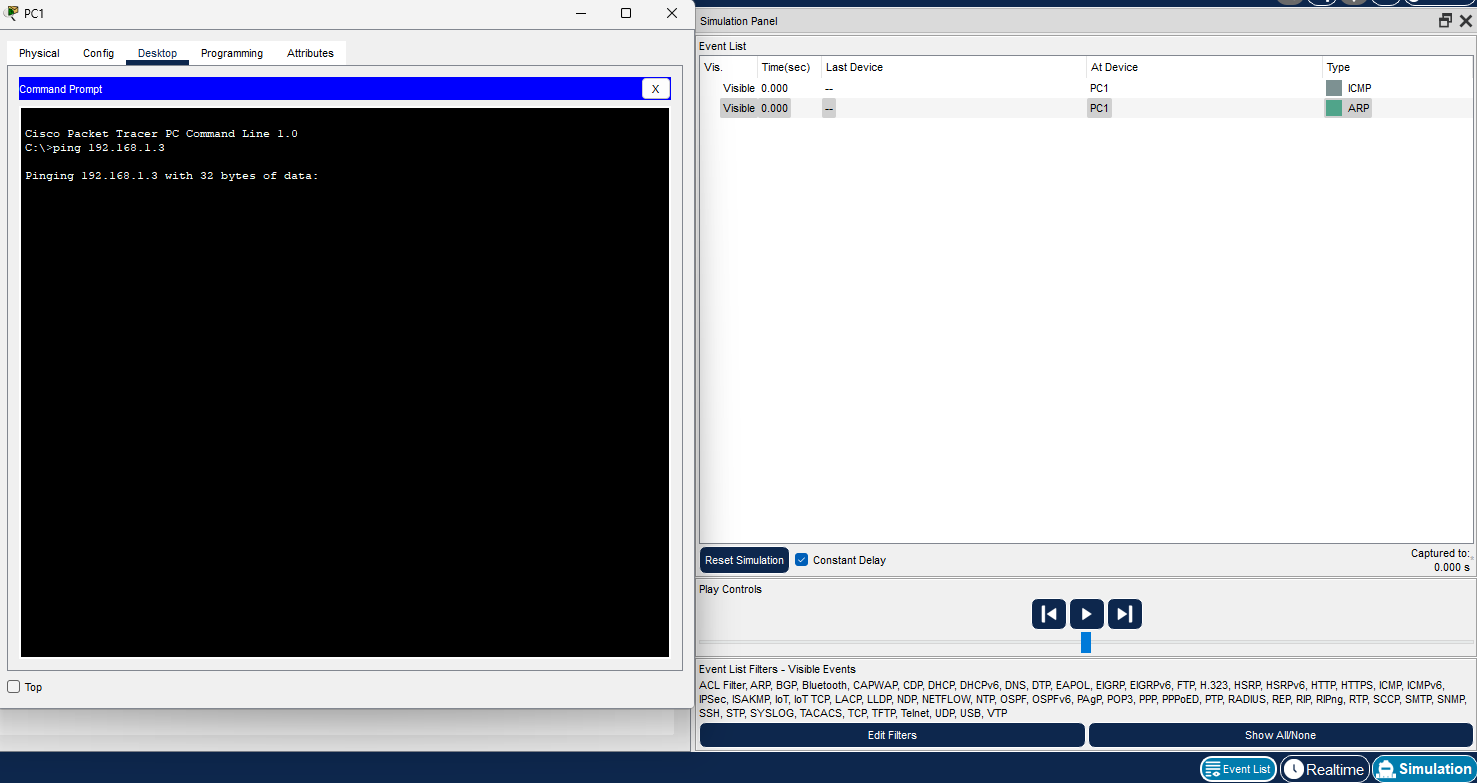 PC1
Physical Config Desktop Programming Attributes
Command Prompt
X
Cisco Packet Tracer PC Command Line 1.0
C:\>ping 192.168.1.3
Pinging 192.168.1.3 with 32 bytes of data:
Top
Simulation Panel
Event List
Vis. Time(sec) Last Device At Device Type
Visible 0.000 -- PC1 ICMP
Visible 0.000 -- PC1 ARP
Reset Simulation Constant Delay
Captured to:
0.000 s
Play Controls
Event List Filters - Visible Events
ACL Filter, ARP, BGP, Bluetooth, CAPWAP, CDP, DHCP, DHCPv6, DNS, DTP, EAPOL, EIGRP, EIGRPv6, FTP, H.323, HSRP, HSRPv6, HTTP, HTTPS, ICMP, ICMPv6,
IPSec, ISAKMP, IoT, IoT TCP, LACP, LLDP, NDP, NETFLOW, NTP, OSPF, OSPFv6, PAgP, POP3, PPP, PPPoED, PTP, RADIUS, REP, RIP, RIPng, RTP, SCCP, SMTP, SNMP,
SSH, STP, SYSLOG, TACACS, TCP, TFTP, Telnet, UDP, USB, VTP
Edit Filters Show All/None
Event List Realtime Simulation